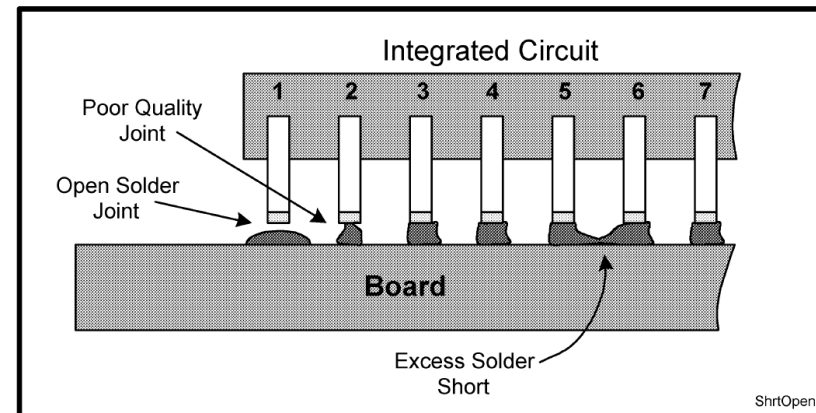 Integrated Circuit
1 2 3 4 5 6 7
Poor Quality
Joint
Open Solder
Joint
Board
Excess Solder
Short
ShrtOpen